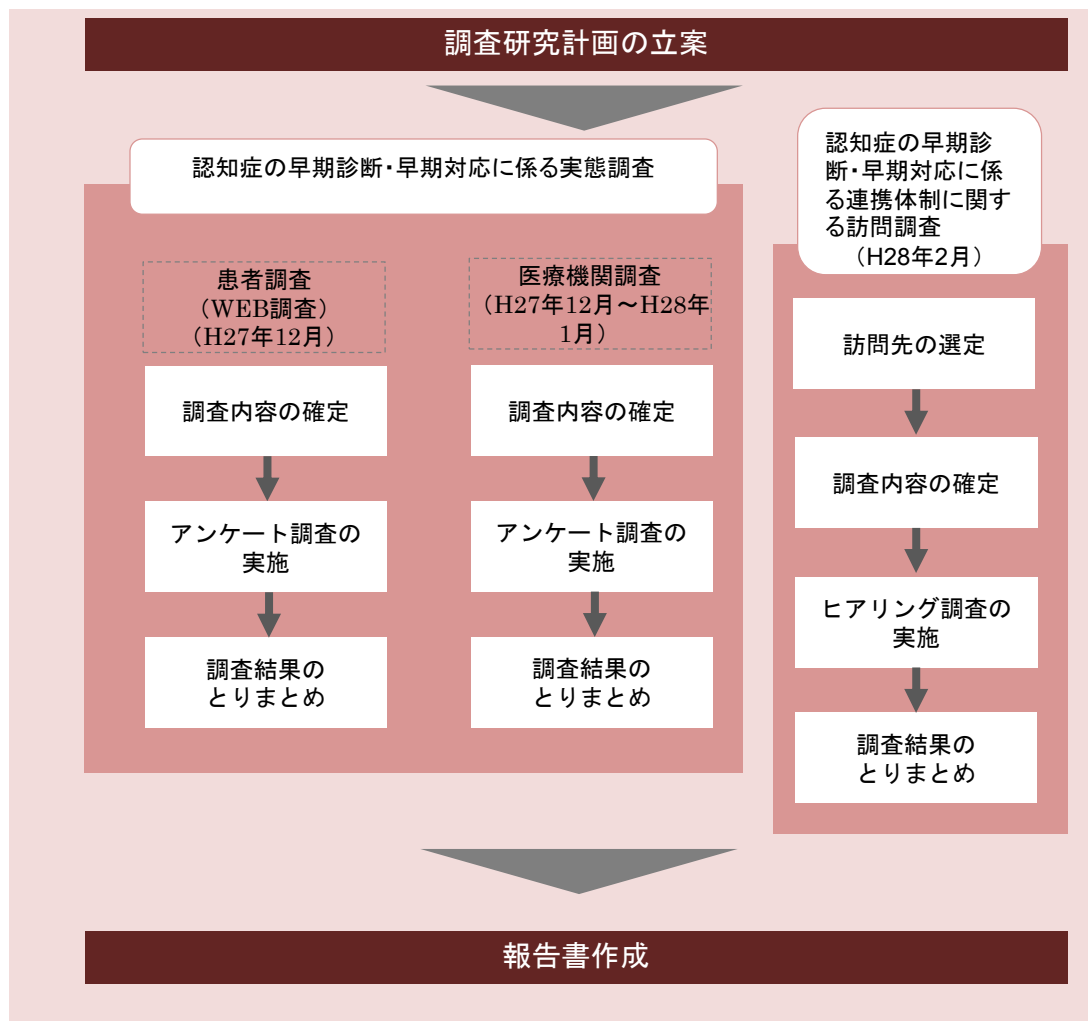 調査研究計画の立案
認知症の早期診断・早期対応に係る実態調査
患者調査
（WEB調査）
（H27年12月）
調査内容の確定
アンケート調査の
実施
調査結果の
とりまとめ
医療機関調査
（H27年12月～H28年
1月）
調査内容の確定
アンケート調査の
実施
調査結果の
とりまとめ
認知症の早期診
断・早期対応に係
る連携体制に関す
る訪問調査
（H28年2月）
訪問先の選定
調査内容の確定
ヒアリング調査の
実施
調査結果の
とりまとめ
報告書作成